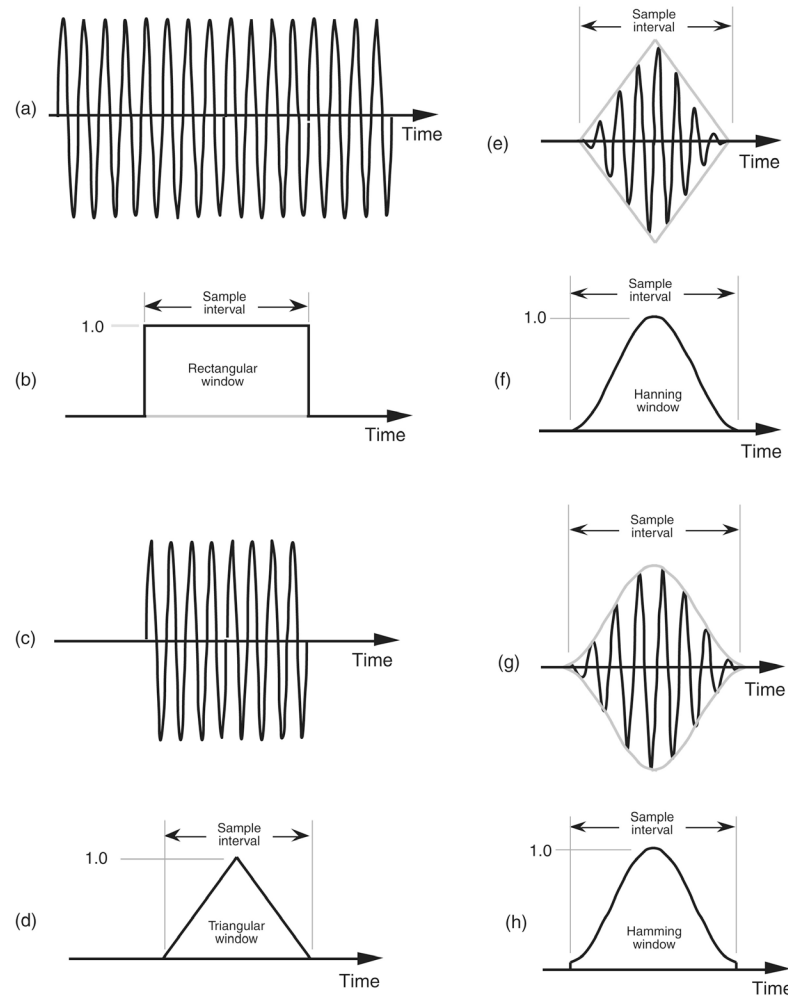 (a)
Time
(b)
Sample
interval
1.0
Rectangular
window
Time
(c)
Time
(d)
Sample
interval
1.0
Triangular
window
Time
(e)
Sample
interval
Time
(f)
Sample
interval
1.0
Hanning
window
Time
(g)
Sample
interval
Time
(h)
Sample
interval
1.0
Hamming
window
Time